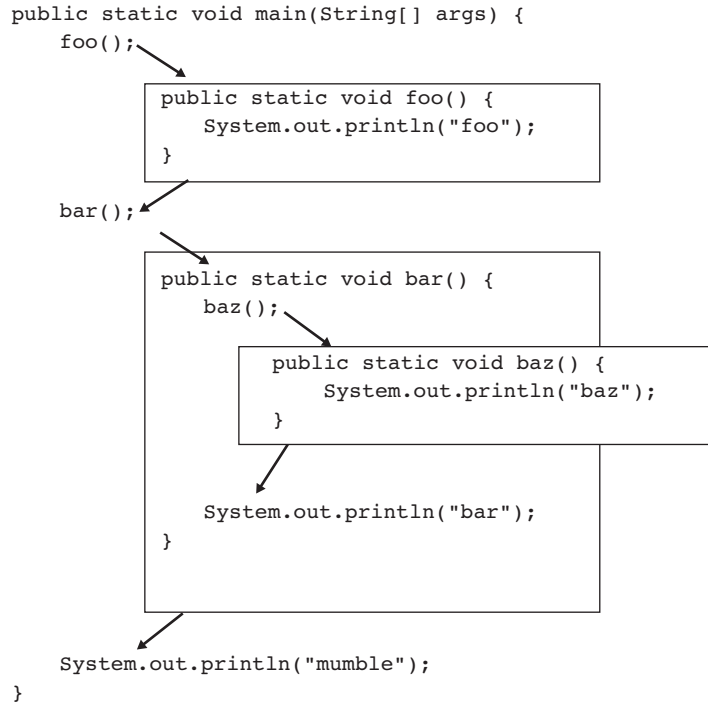 public static void main(String[] args) {
foo();
public static void foo() {
System.out.println("foo");
}
bar();
public static void bar() {
baz();
public static void baz() {
System.out.println("baz");
}
System.out.println("bar");
}
System.out.println("mumble");
}